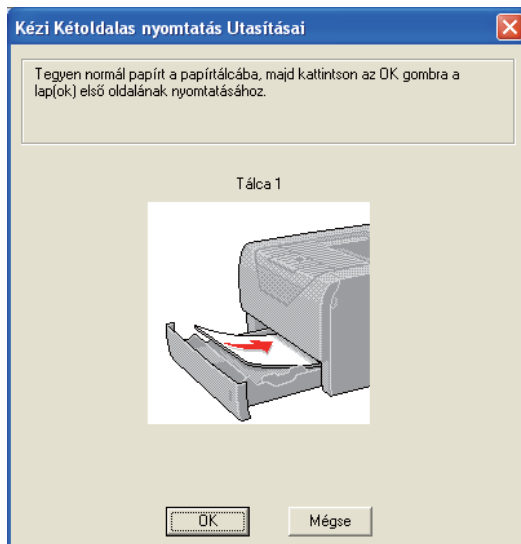 Kézi Kétoldalas nyomtatás Utasításai
Tegyen normál papírt a papírtálcába, majd kattintson az OK gombra a
lap(ok) első oldalának nyomtatásához.
Tálca 1
OK
Mégse